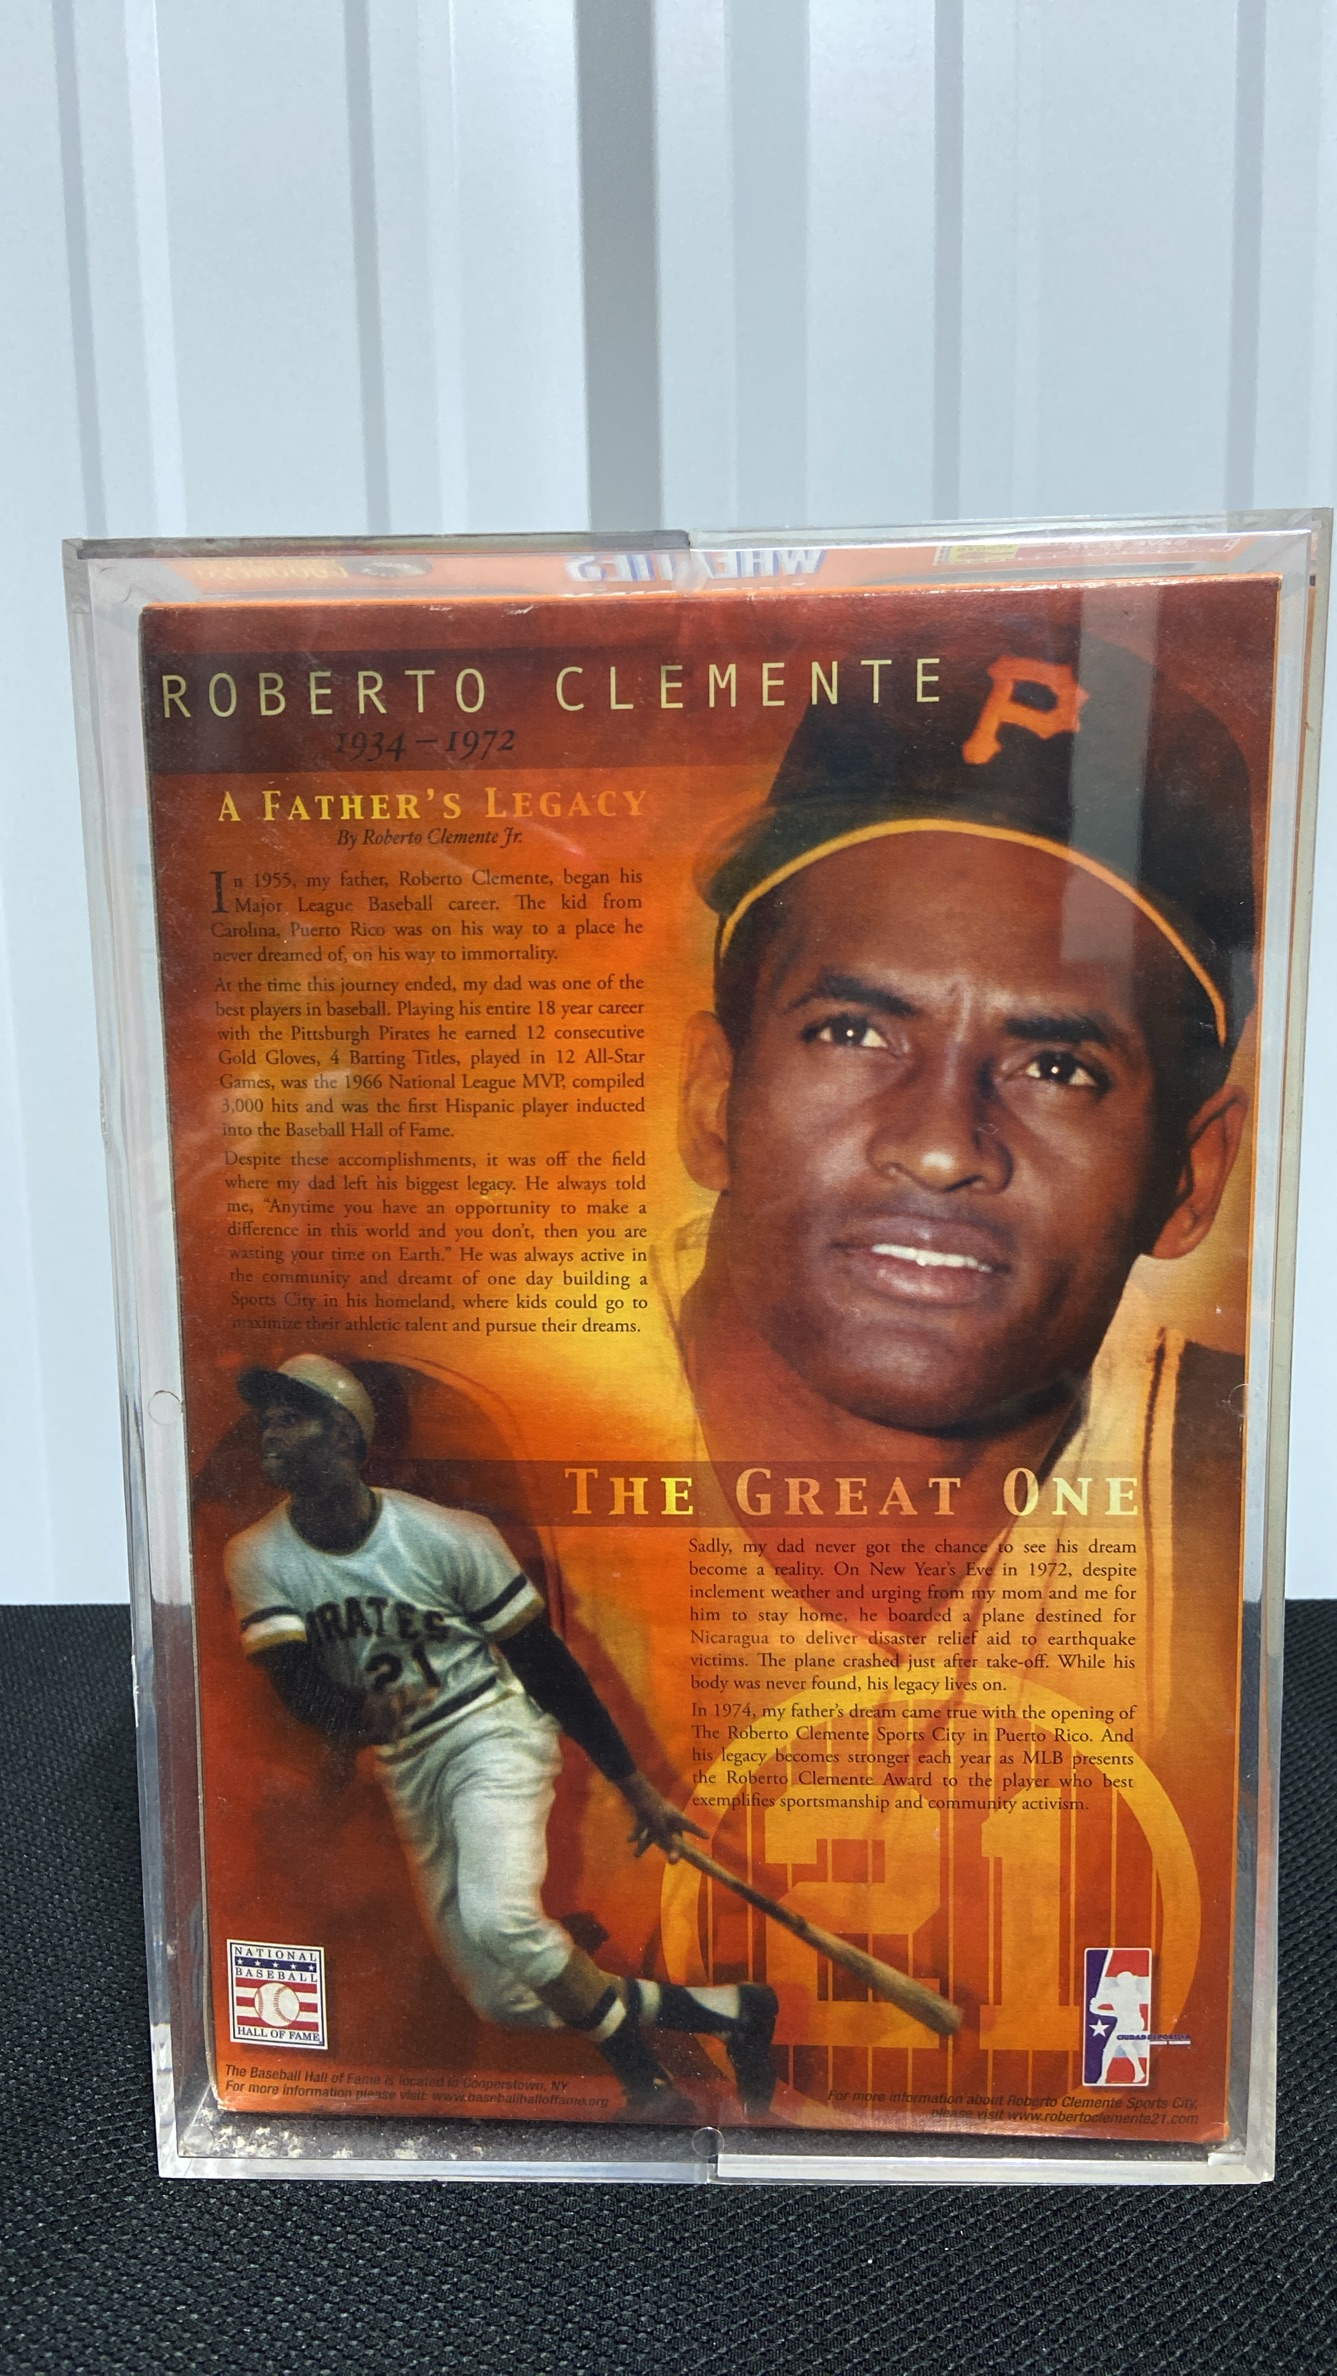 WHEATIES
ROBERTO CLEMENTE
1934 – 1972
P
A FATHER'S LEGACY
By Roberto Clemente Jr.
In 1955, my father, Roberto Clemente, began his
Major League Baseball career. The kid from
Carolina, Puerto Rico was on his way to a place he
never dreamed of, on his way to immortality.
At the time this journey ended, my dad was one of the
best players in baseball. Playing his entire 18 year career
with the Pittsburgh Pirates he earned 12 consecutive
Gold Gloves, 4 Batting Titles, played in 12 All-Star
Games, was the 1966 National League MVP, compiled
3,000 hits and was the first Hispanic player inducted
into the Baseball Hall of Fame.
Despite these accomplishments, it was off the field
where my dad left his biggest legacy. He always told
me, "Anytime you have an opportunity to make a
difference in this world and you don't, then you are
wasting your time on Earth." He was always active in
the community and dreamt of one day building a
Sports City in his homeland, where kids could go to
maximize their athletic talent and pursue their dreams.
THE GREAT ONE
Sadly, my dad never got the chance to see his dream
become a reality. On New Year's Eve in 1972, despite
inclement weather and urging from my mom and me for
him to stay home, he boarded a plane destined for
Nicaragua to deliver disaster relief aid to earthquake
victims. The plane crashed just after take-off. While his
body was never found, his legacy lives on.
In 1974, my father's dream came true with the opening of
The Roberto Clemente Sports City in Puerto Rico. And
his legacy becomes stronger each year as MLB presents
the Roberto Clemente Award to the player who best
exemplifies sportsmanship and community activism.
PIRATES
21
21
NATIONAL
BASEBALL
HALL OF FAME
CIUDAD DEPORTIVA
The Baseball Hall of Fame is located in Cooperstown, NY
For more information please visit: www.baseballhalloffame.org
For more information about Roberto Clemente Sports City,
please visit www.robertoclemente21.com